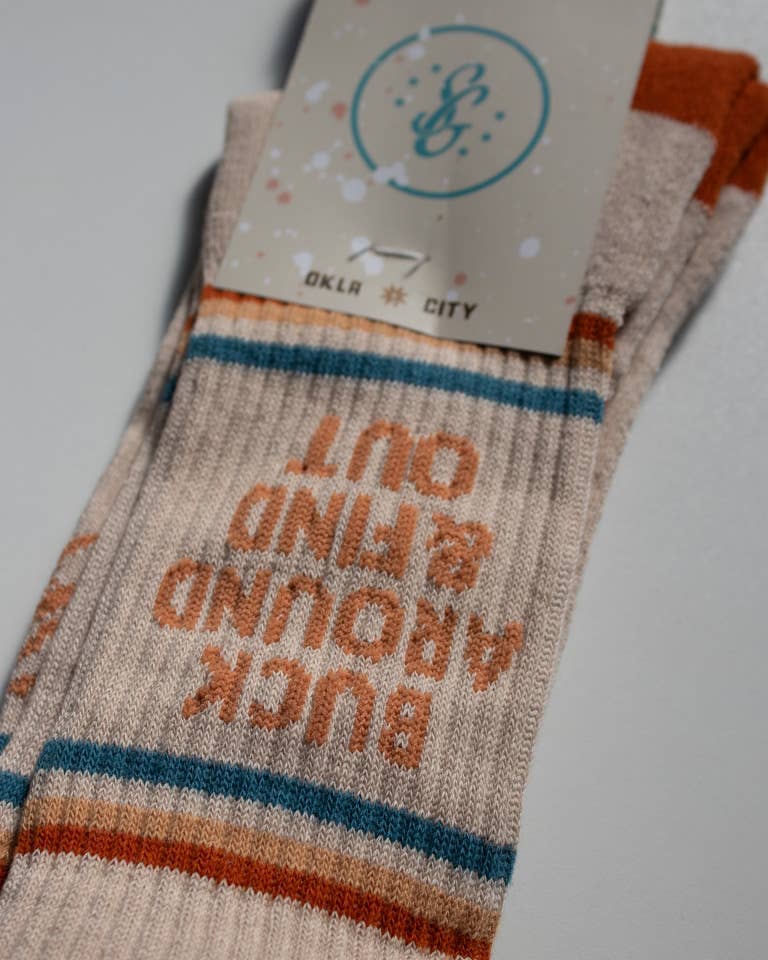 OKLA CITY
BUCK
AROUND
& FIND
OUT